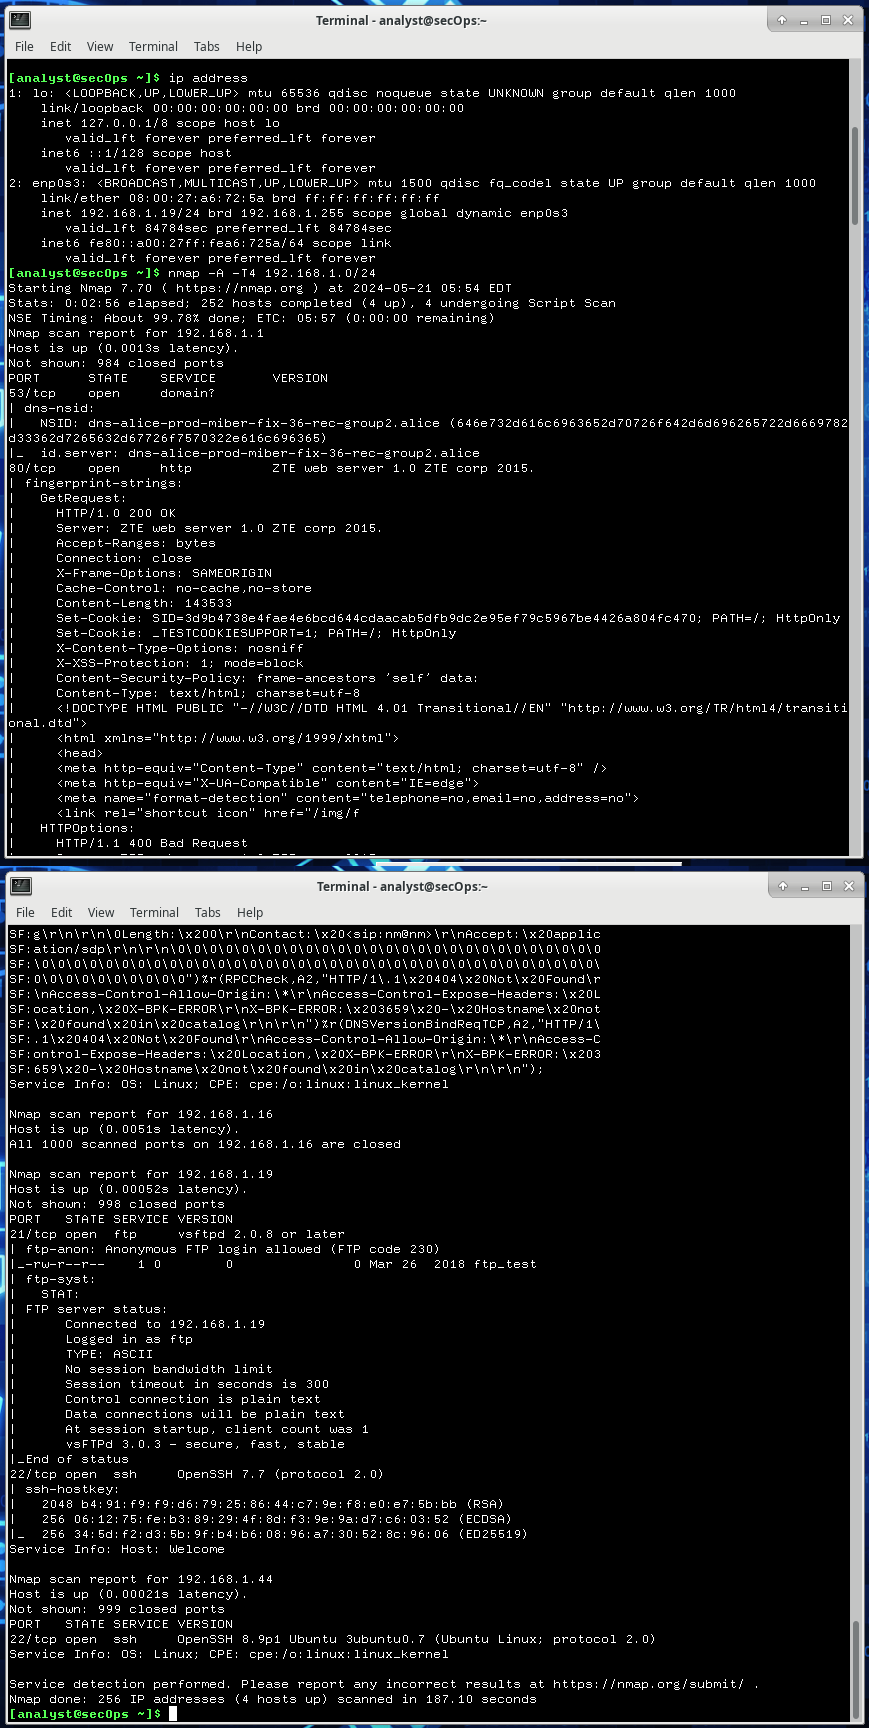 Terminal - analyst@secOps:~
File Edit View Terminal Tabs Help
[analyst@secOps ~]$ ip address
1: lo: <LOOPBACK,UP,LOWER_UP> mtu 65536 qdisc noqueue state UNKNOWN group default qlen 1000
    link/loopback 00:00:00:00:00:00 brd 00:00:00:00:00:00
    inet 127.0.0.1/8 scope host lo
       valid_lft forever preferred_lft forever
    inet6 ::1/128 scope host
       valid_lft forever preferred_lft forever
2: enp0s3: <BROADCAST,MULTICAST,UP,LOWER_UP> mtu 1500 qdisc fq_codel state UP group default qlen 1000
    link/ether 08:00:27:a6:72:5a brd ff:ff:ff:ff:ff:ff
    inet 192.168.1.19/24 brd 192.168.1.255 scope global dynamic enp0s3
       valid_lft 84784sec preferred_lft 84784sec
    inet6 fe80::a00:27ff:fea6:725a/64 scope link
       valid_lft forever preferred_lft forever
[analyst@secOps ~]$ nmap -A -T4 192.168.1.0/24
Starting Nmap 7.70 ( https://nmap.org ) at 2024-05-21 05:54 EDT
Stats: 0:02:56 elapsed; 252 hosts completed (4 up), 4 undergoing Script Scan
NSE Timing: About 99.78% done; ETC: 05:57 (0:00:00 remaining)
Nmap scan report for 192.168.1.1
Host is up (0.0013s latency).
Not shown: 984 closed ports
PORT      STATE    SERVICE       VERSION
53/tcp    open     domain?
| dns-nsid:
|   NSID: dns-alice-prod-miber-fix-36-rec-group2.alice (646e732d616c6963652d70726f642d6d696265722d6669782
d33362d7265632d67726f7570322e616c696365)
|_  id.server: dns-alice-prod-miber-fix-36-rec-group2.alice
80/tcp    open     http          ZTE web server 1.0 ZTE corp 2015.
| fingerprint-strings:
|   GetRequest:
|     HTTP/1.0 200 OK
|     Server: ZTE web server 1.0 ZTE corp 2015.
|     Accept-Ranges: bytes
|     Connection: close
|     X-Frame-Options: SAMEORIGIN
|     Cache-Control: no-cache,no-store
|     Content-Length: 143533
|     Set-Cookie: SID=3d9b4738e4fae4e6bcd644cdaacab5dfb9dc2e95ef79c5967be4426a804fc470; PATH=/; HttpOnly
|     Set-Cookie: _TESTCOOKIESUPPORT=1; PATH=/; HttpOnly
|     X-Content-Type-Options: nosniff
|     X-XSS-Protection: 1; mode=block
|     Content-Security-Policy: frame-ancestors 'self' data:
|     Content-Type: text/html; charset=utf-8
|     <!DOCTYPE HTML PUBLIC "-//W3C//DTD HTML 4.01 Transitional//EN" "http://www.w3.org/TR/html4/transiti
onal.dtd">
|     <html xmlns="http://www.w3.org/1999/xhtml">
|     <head>
|     <meta http-equiv="Content-Type" content="text/html; charset=utf-8" />
|     <meta http-equiv="X-UA-Compatible" content="IE=edge">
|     <meta name="format-detection" content="telephone=no,email=no,address=no">
|     <link rel="shortcut icon" href="/img/f
|   HTTPOptions:
|     HTTP/1.1 400 Bad Request
Terminal - analyst@secOps:~
File Edit View Terminal Tabs Help
SF:g\r\n\r\n\0Length:\x200\r\nContact:\x20<sip:nm@nm>\r\nAccept:\x20applic
SF:ation/sdp\r\n\r\n\0\0\0\0\0\0\0\0\0\0\0\0\0\0\0\0\0\0\0\0\0\0\0\0\0\0\0
SF:\0\0\0\0\0\0\0\0\0\0\0\0\0\0\0\0\0\0\0\0\0\0\0\0\0\0\0\0\0\0\0\0\0\0\0\
SF:0\0\0\0\0\0\0\0\0\0")%r(RPCCheck,A2,"HTTP/1\.1\x20404\x20Not\x20Found\r
SF:\nAccess-Control-Allow-Origin:\*\r\nAccess-Control-Expose-Headers:\x20L
SF:ocation,\x20X-BPK-ERROR\r\nX-BPK-ERROR:\x203659\x20-\x20Hostname\x20not
SF:\x20found\x20in\x20catalog\r\n\r\n")%r(DNSVersionBindReqTCP,A2,"HTTP/1\
SF:.1\x20404\x20Not\x20Found\r\nAccess-Control-Allow-Origin:\*\r\nAccess-C
SF:ontrol-Expose-Headers:\x20Location,\x20X-BPK-ERROR\r\nX-BPK-ERROR:\x203
SF:659\x20-\x20Hostname\x20not\x20found\x20in\x20catalog\r\n\r\n");
Service Info: OS: Linux; CPE: cpe:/o:linux:linux_kernel

Nmap scan report for 192.168.1.16
Host is up (0.0051s latency).
All 1000 scanned ports on 192.168.1.16 are closed

Nmap scan report for 192.168.1.19
Host is up (0.00052s latency).
Not shown: 998 closed ports
PORT   STATE SERVICE VERSION
21/tcp open  ftp     vsftpd 2.0.8 or later
| ftp-anon: Anonymous FTP login allowed (FTP code 230)
|_-rw-r--r--    1 0        0               0 Mar 26  2018 ftp_test
| ftp-syst:
|   STAT:
| FTP server status:
|      Connected to 192.168.1.19
|      Logged in as ftp
|      TYPE: ASCII
|      No session bandwidth limit
|      Session timeout in seconds is 300
|      Control connection is plain text
|      Data connections will be plain text
|      At session startup, client count was 1
|      vsFTPd 3.0.3 - secure, fast, stable
|_End of status
22/tcp open  ssh     OpenSSH 7.7 (protocol 2.0)
| ssh-hostkey:
|   2048 b4:91:f9:f9:d6:79:25:86:44:c7:9e:f8:e0:e7:5b:bb (RSA)
|   256 06:12:75:fe:b3:89:29:4f:8d:f3:9e:9a:d7:c6:03:52 (ECDSA)
|_  256 34:5d:f2:d3:5b:9f:b4:b6:08:96:a7:30:52:8c:96:06 (ED25519)
Service Info: Host: Welcome

Nmap scan report for 192.168.1.44
Host is up (0.00021s latency).
Not shown: 999 closed ports
PORT   STATE SERVICE VERSION
22/tcp open  ssh     OpenSSH 8.9p1 Ubuntu 3ubuntu0.7 (Ubuntu Linux; protocol 2.0)
Service Info: OS: Linux; CPE: cpe:/o:linux:linux_kernel

Service detection performed. Please report any incorrect results at https://nmap.org/submit/ .
Nmap done: 256 IP addresses (4 hosts up) scanned in 187.10 seconds
[analyst@secOps ~]$